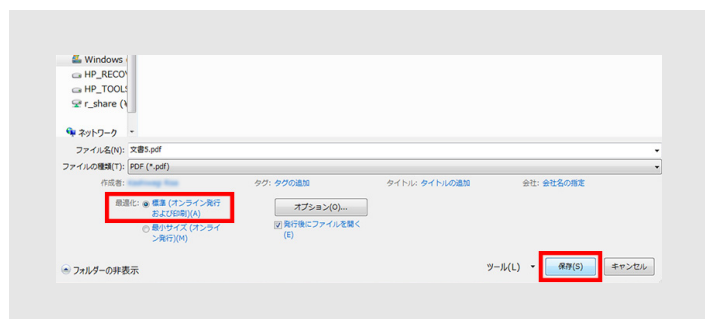 Windows
HP_RECOV
HP_TOOLS
r_share (¥
ネットワーク
ファイル名(N): 文書5.pdf
ファイルの種類(T): PDF (*.pdf)
作成者: タグ: タグの追加 タイトル: タイトルの追加 会社: 会社名の指定
最適化: 標準 (オンライン発行
および印刷)(A)
最小サイズ (オンライ
ン発行)(M)
オプション(O)...
発行後にファイルを開く
(E)
フォルダーの非表示 ツール(L) 保存(S) キャンセル